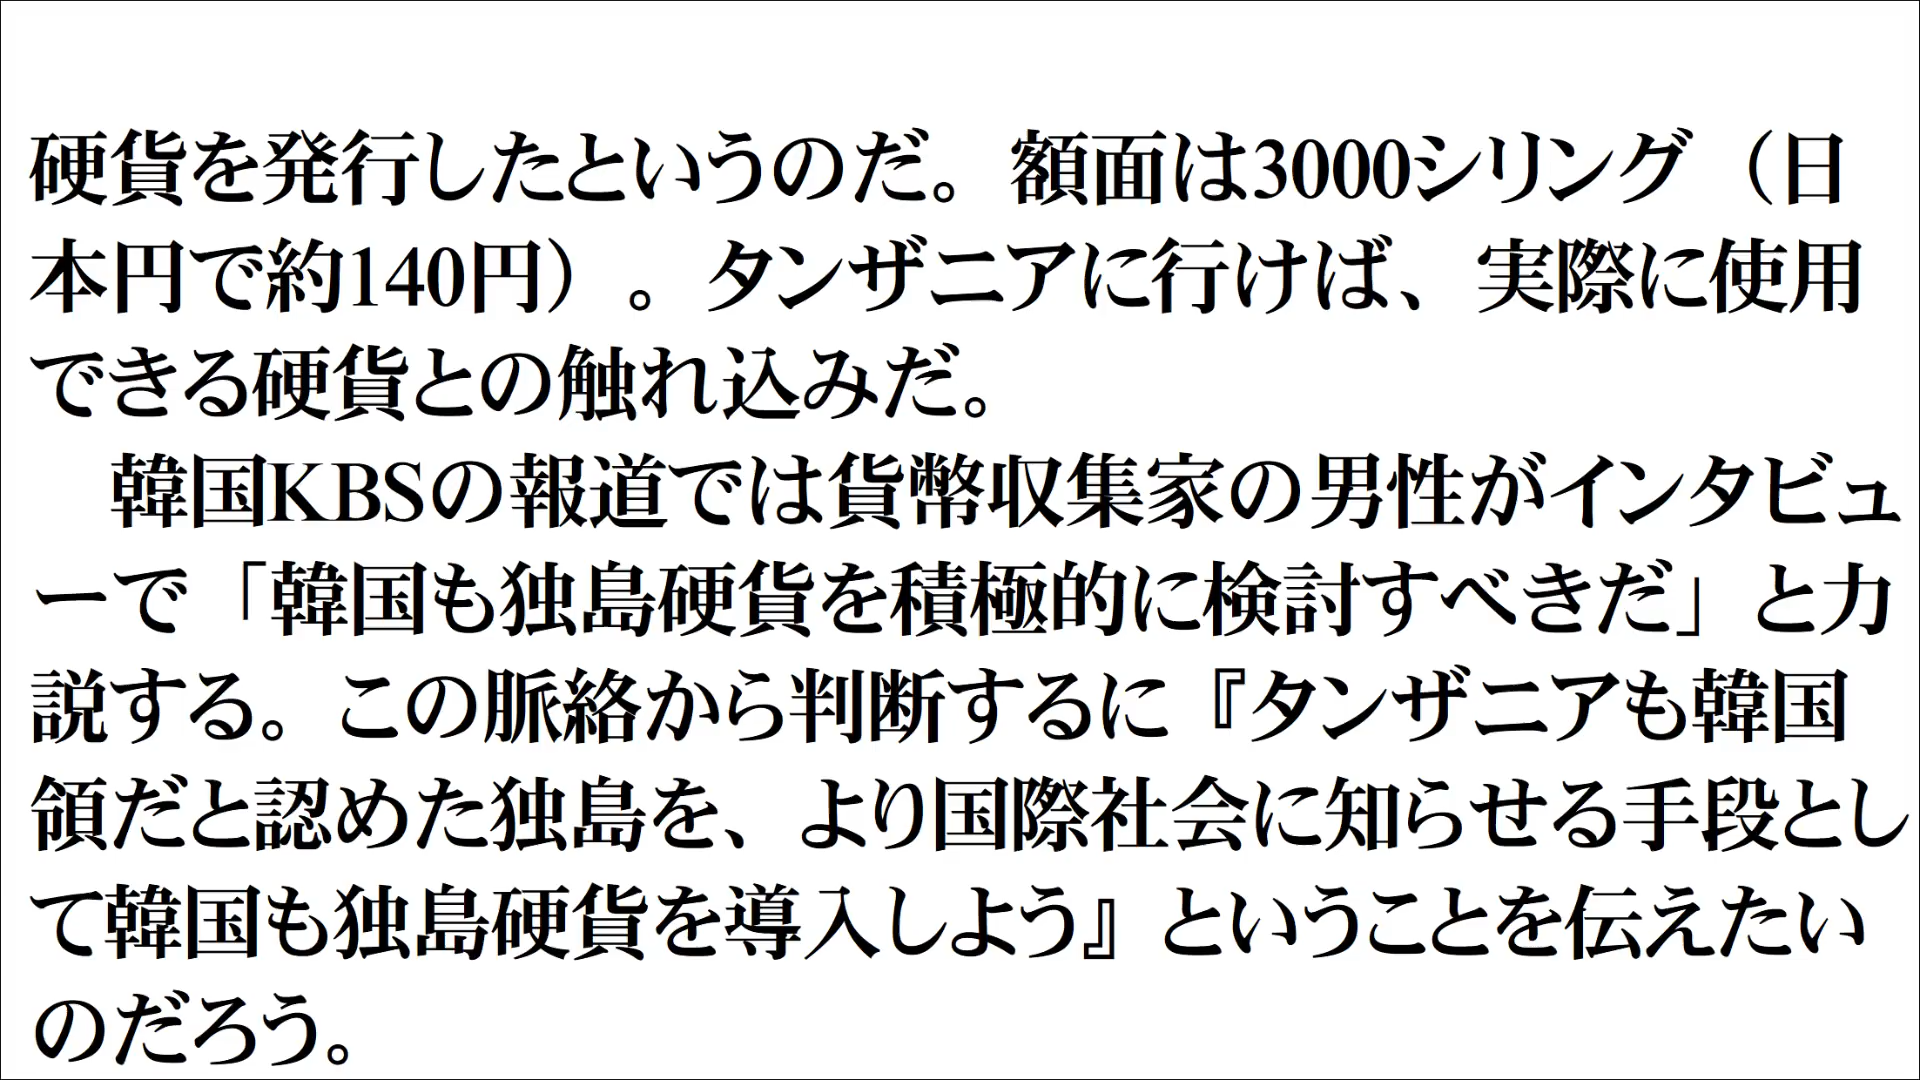 硬貨を発行したというのだ。額面は3000シリング（日
本円で約140円）。タンザニアに行けば、実際に使用
できる硬貨との触れ込みだ。
　韓国KBSの報道では貨幣収集家の男性がインタビュ
ーで「韓国も独島硬貨を積極的に検討すべきだ」と力
説する。この脈絡から判断するに『タンザニアも韓国
領だと認めた独島を、より国際社会に知らせる手段とし
て韓国も独島硬貨を導入しよう』ということを伝えたい
のだろう。